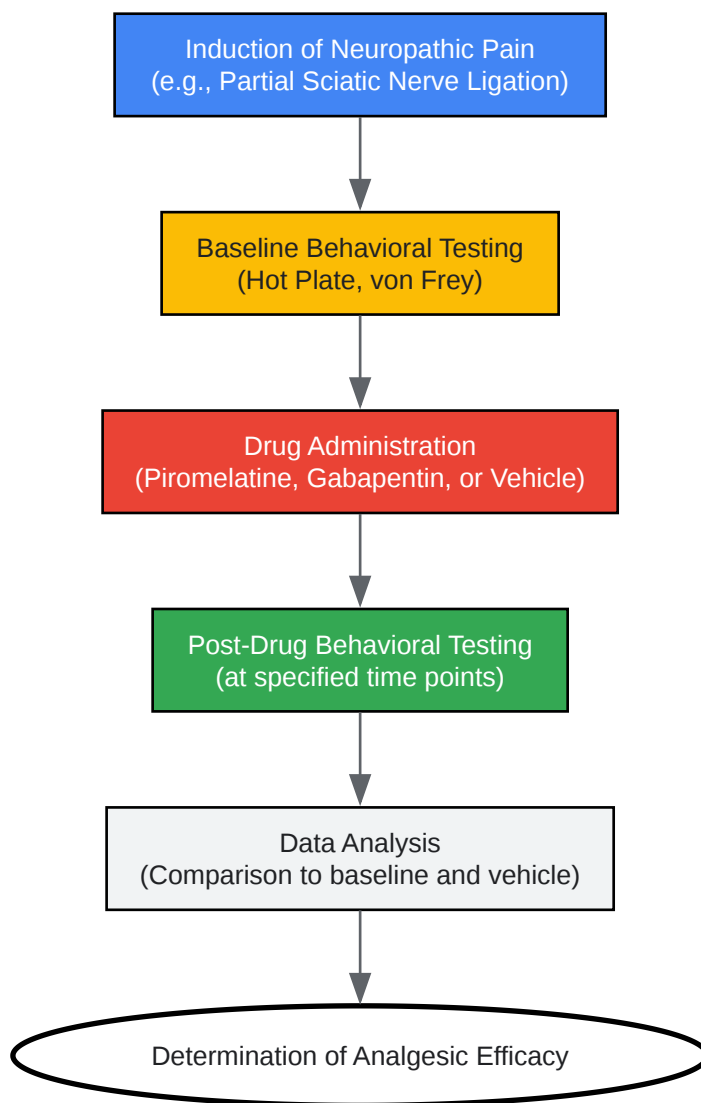 Induction of Neuropathic Pain
(e.g., Partial Sciatic Nerve Ligation)
Baseline Behavioral Testing
(Hot Plate, von Frey)
Drug Administration
(Piromelatine, Gabapentin, or Vehicle)
Post-Drug Behavioral Testing
(at specified time points)
Data Analysis
(Comparison to baseline and vehicle)
Determination of Analgesic Efficacy